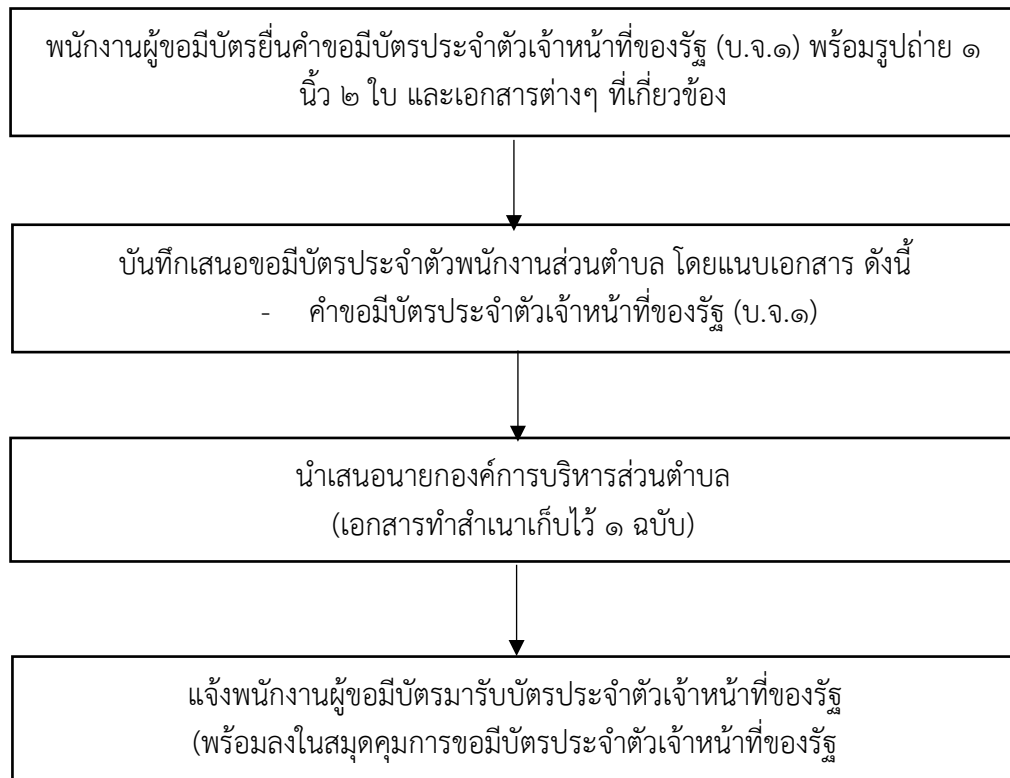 พนักงานผู้ขอมีบัตรยื่นคำขอมีบัตรประจำตัวเจ้าหน้าที่ของรัฐ (บ.จ.๑) พร้อมรูปถ่าย ๑
นิ้ว ๒ ใบ และเอกสารต่างๆ ที่เกี่ยวข้อง
บันทึกเสนอขอมีบัตรประจำตัวพนักงานส่วนตำบล โดยแนบเอกสาร ดังนี้
- คำขอมีบัตรประจำตัวเจ้าหน้าที่ของรัฐ (บ.จ.๑)
นำเสนอนายกองค์การบริหารส่วนตำบล
(เอกสารทำสำเนาเก็บไว้ ๑ ฉบับ)
แจ้งพนักงานผู้ขอมีบัตรมารับบัตรประจำตัวเจ้าหน้าที่ของรัฐ
(พร้อมลงในสมุดคุมการขอมีบัตรประจำตัวเจ้าหน้าที่ของรัฐ